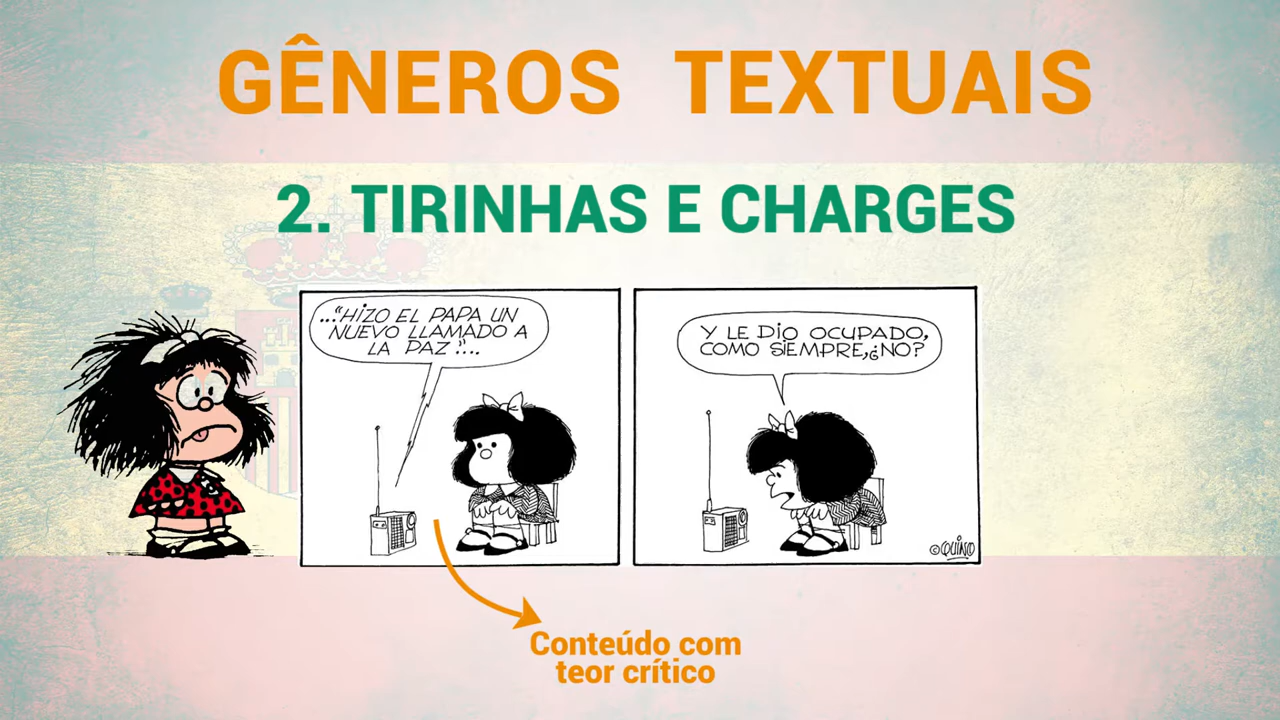 GÊNEROS TEXTUAIS
2. TIRINHAS E CHARGES
..."HIZO EL PAPA UN
NUEVO LLAMADO A
LA PAZ"...
Y LE DIO OCUPADO,
COMO SIEMPRE,¿NO?
© QUINO
Conteúdo com
teor crítico